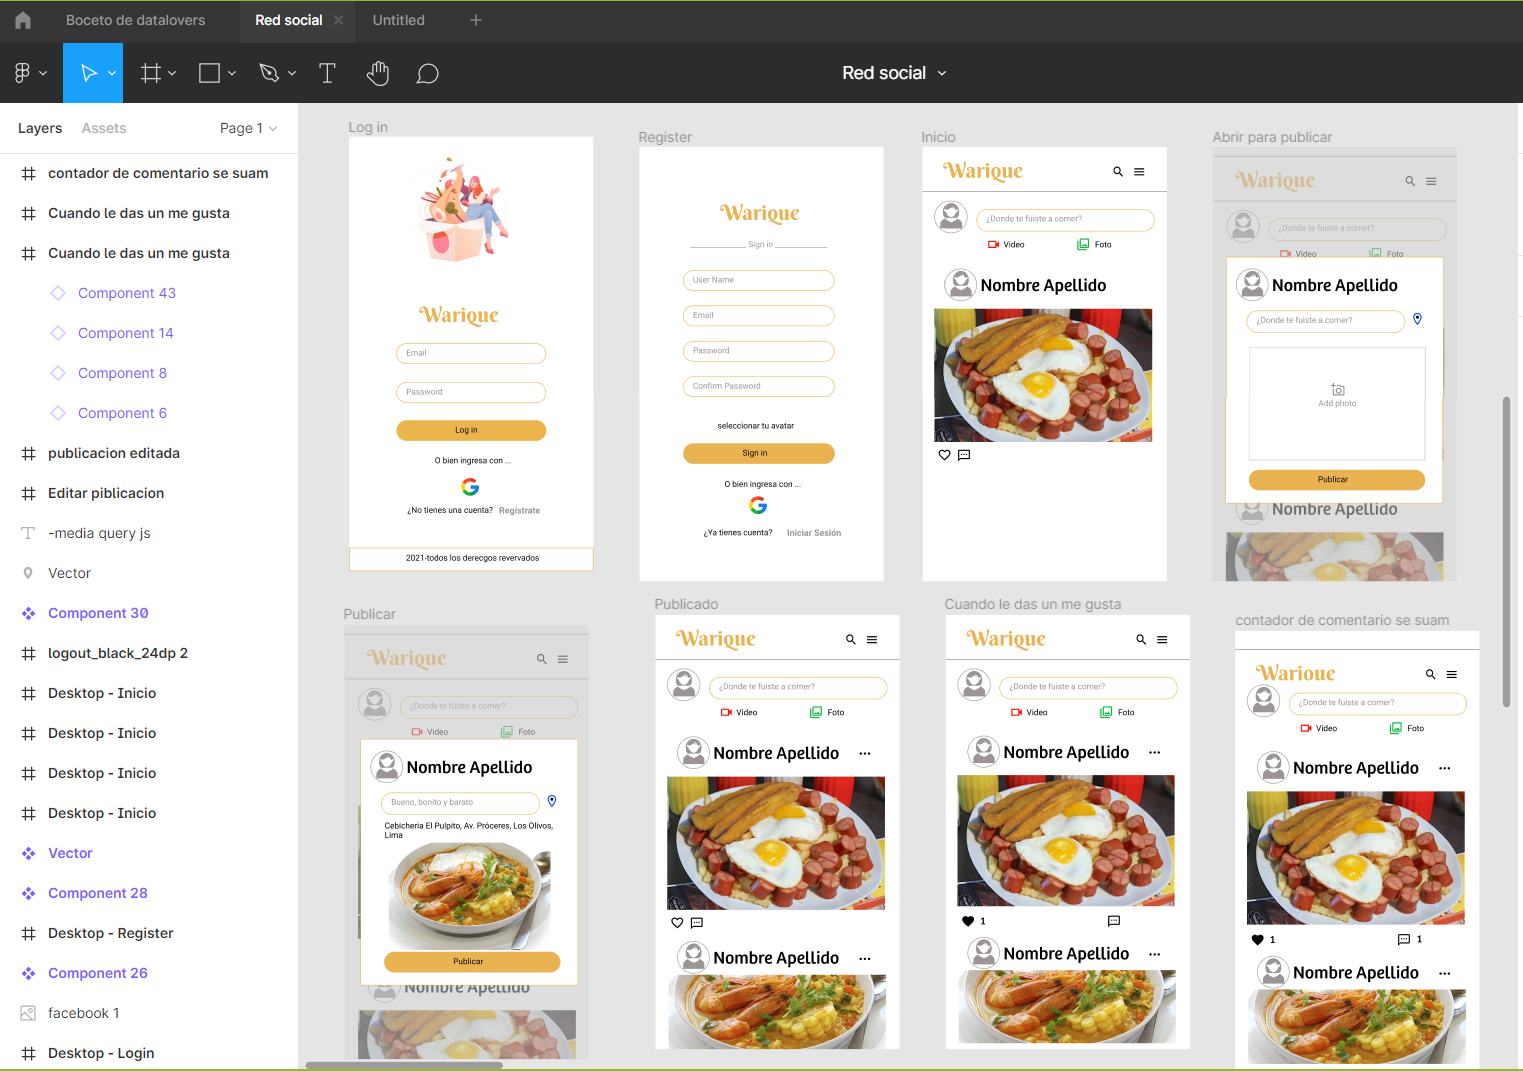 Boceto de datalovers
Red social
Untitled
Red social
Layers
Assets
Page 1
contador de comentario se suam
Cuando le das un me gusta
Cuando le das un me gusta
Component 43
Component 14
Component 8
Component 6
publicacion editada
Editar piblicacion
-media query js
Vector
Component 30
logout_black_24dp 2
Desktop - Inicio
Desktop - Inicio
Desktop - Inicio
Desktop - Inicio
Vector
Component 28
Desktop - Register
Component 26
facebook 1
Desktop - Login
Log in
Warique
Email
Password
Log in
O bien ingresa con ...
¿No tienes una cuenta? Regístrate
2021-todos los derecgos revervados
Register
Warique
Sign in
User Name
Email
Password
Confirm Password
seleccionar tu avatar
Sign in
O bien ingresa con ...
¿Ya tienes cuenta? Iniciar Sesión
Inicio
Warique
¿Donde te fuiste a comer?
Video
Foto
Nombre Apellido
Abrir para publicar
Warique
¿Donde te fuiste a comer?
Video
Foto
Nombre Apellido
¿Donde te fuiste a comer?
Add photo
Publicar
Nombre Apellido
Publicar
Warique
¿Donde te fuiste a comer?
Video
Foto
Nombre Apellido
Bueno, bonito y barato
Cebicheria El Pulpito, Av. Próceres, Los Olivos,
Lima
Publicar
Nombre Apellido
Publicado
Warique
¿Donde te fuiste a comer?
Video
Foto
Nombre Apellido
Nombre Apellido
Cuando le das un me gusta
Warique
¿Donde te fuiste a comer?
Video
Foto
Nombre Apellido
1
Nombre Apellido
contador de comentario se suam
Warique
¿Donde te fuiste a comer?
Video
Foto
Nombre Apellido
1
1
Nombre Apellido